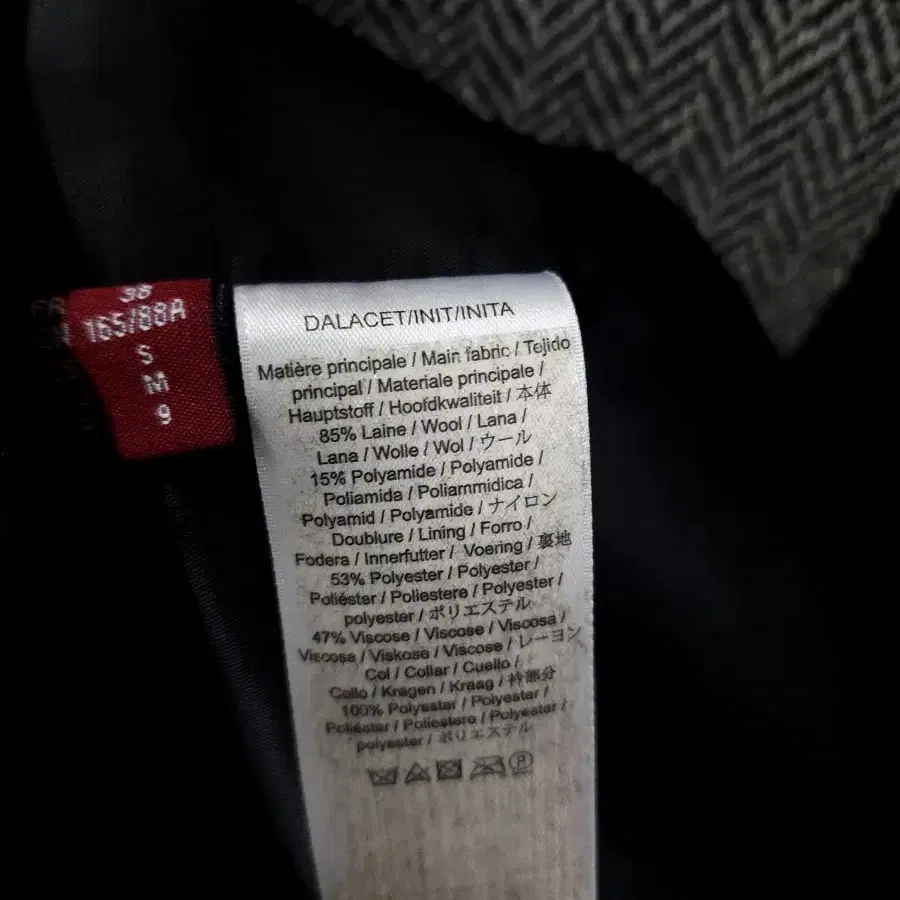 38
165/88A
S
M
9
DALACET/INIT/INITA
Matière principale / Main fabric / Tejido
principal / Materiale principale /
Hauptstoff / Hoofdkwaliteit / 本体
85% Laine / Wool / Lana /
Lana / Wolle / Wol / ウール
15% Polyamide / Polyamide /
Poliamida / Poliammidica /
Polyamid / Polyamide / ナイロン
Doublure / Lining / Forro /
Fodera / Innerfutter / Voering / 裏地
53% Polyester / Polyester /
Poliéster / Poliestere / Polyester /
polyester / ポリエステル
47% Viscose / Viscose / Viscosa /
Viscosa / Viskose / Viscose / レーヨン
Col / Collar / Cuello /
Collo / Kragen / Kraag / 衿部分
100% Polyester / Polyester /
Poliéster / Poliestere / Polyester /
polyester / ポリエステル
P